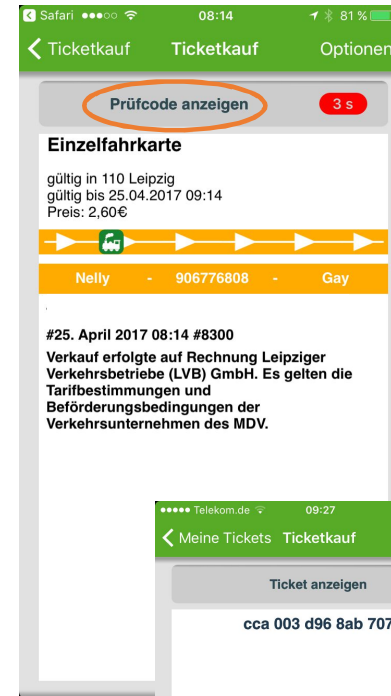 Safari 08:14 81 %
Ticketkauf Ticketkauf Optionen
Prüfcode anzeigen 3 s
Einzelfahrkarte
gültig in 110 Leipzig
gültig bis 25.04.2017 09:14
Preis: 2,60€
Nelly - 906776808 - Gay
#25. April 2017 08:14 #8300
Verkauf erfolgte auf Rechnung Leipziger
Verkehrsbetriebe (LVB) GmbH. Es gelten die
Tarifbestimmungen und
Beförderungsbedingungen der
Verkehrsunternehmen des MDV.
Telekom.de 09:27
Meine Tickets Ticketkauf
Ticket anzeigen
cca 003 d96 8ab 707